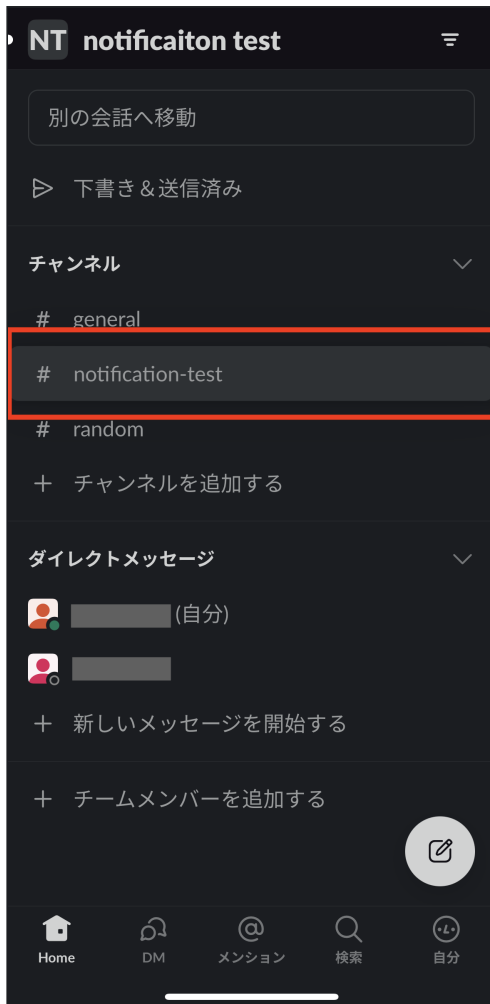 NT notificaiton test
別の会話へ移動
下書き＆送信済み
チャンネル
# general
# notification-test
# random
+ チャンネルを追加する
ダイレクトメッセージ
(自分)
+ 新しいメッセージを開始する
+ チームメンバーを追加する
Home DM メンション 検索 自分